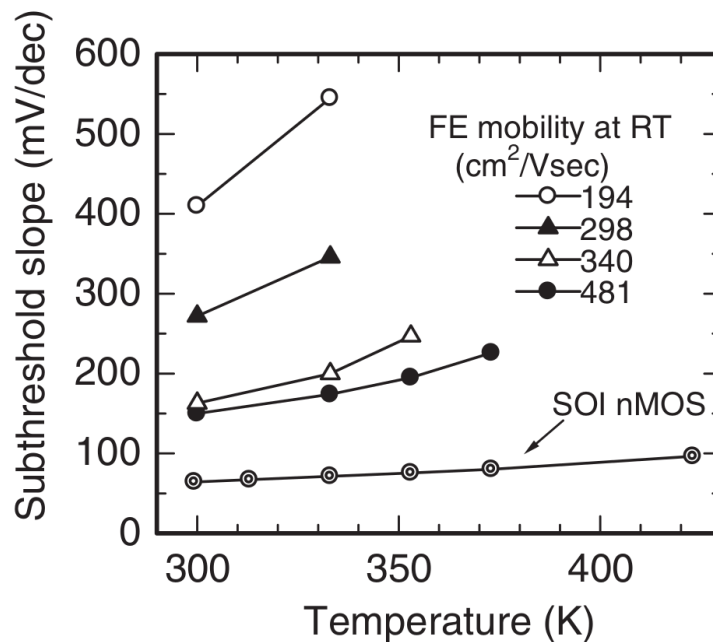 600
500
400
300
200
100
0
Subthreshold slope (mV/dec)
FE mobility at RT
(cm²/Vsec)
194
298
340
481
SOI nMOS
300 350 400
Temperature (K)